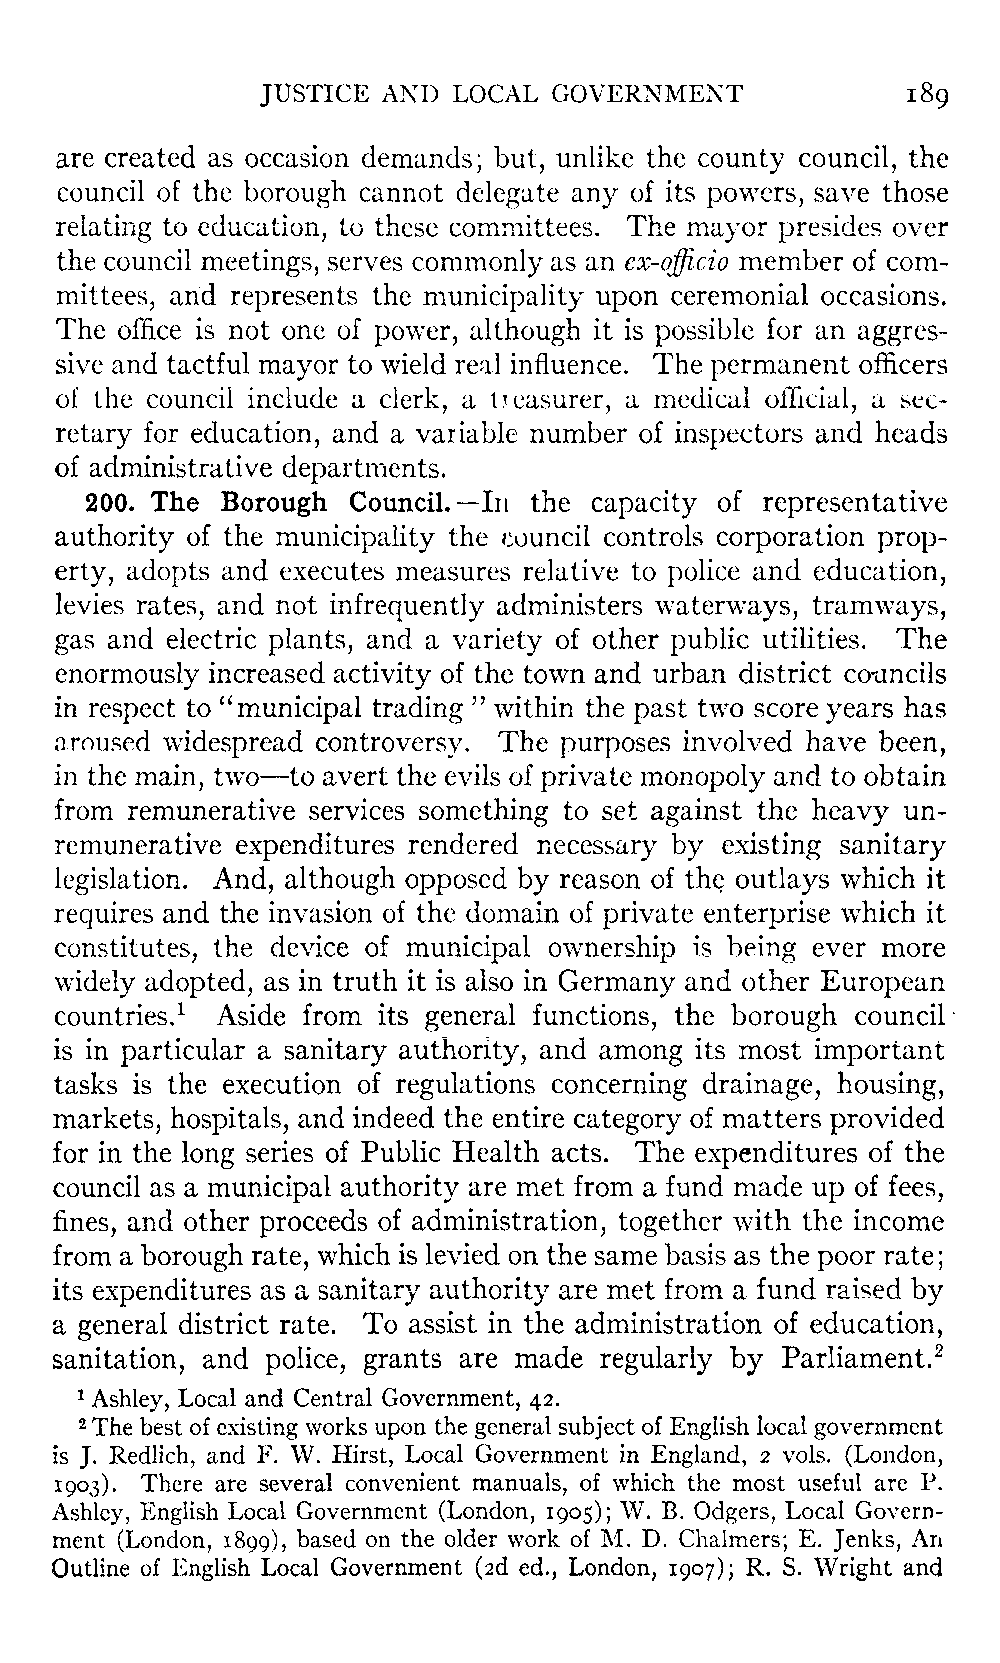 JUSTICE AND LOCAL GOVERNMENT 189
are created as occasion demands; but, unlike the county council, the
council of the borough cannot delegate any of its powers, save those
relating to education, to these committees. The mayor presides over
the council meetings, serves commonly as an ex-officio member of com-
mittees, and represents the municipality upon ceremonial occasions.
The office is not one of power, although it is possible for an aggres-
sive and tactful mayor to wield real influence. The permanent officers
of the council include a clerk, a treasurer, a medical official, a sec-
retary for education, and a variable number of inspectors and heads
of administrative departments.
200. The Borough Council.—In the capacity of representative
authority of the municipality the council controls corporation prop-
erty, adopts and executes measures relative to police and education,
levies rates, and not infrequently administers waterways, tramways,
gas and electric plants, and a variety of other public utilities. The
enormously increased activity of the town and urban district councils
in respect to "municipal trading" within the past two score years has
aroused widespread controversy. The purposes involved have been,
in the main, two—to avert the evils of private monopoly and to obtain
from remunerative services something to set against the heavy un-
remunerative expenditures rendered necessary by existing sanitary
legislation. And, although opposed by reason of the outlays which it
requires and the invasion of the domain of private enterprise which it
constitutes, the device of municipal ownership is being ever more
widely adopted, as in truth it is also in Germany and other European
countries.¹ Aside from its general functions, the borough council
is in particular a sanitary authority, and among its most important
tasks is the execution of regulations concerning drainage, housing,
markets, hospitals, and indeed the entire category of matters provided
for in the long series of Public Health acts. The expenditures of the
council as a municipal authority are met from a fund made up of fees,
fines, and other proceeds of administration, together with the income
from a borough rate, which is levied on the same basis as the poor rate;
its expenditures as a sanitary authority are met from a fund raised by
a general district rate. To assist in the administration of education,
sanitation, and police, grants are made regularly by Parliament.²
¹ Ashley, Local and Central Government, 42.
² The best of existing works upon the general subject of English local government
is J. Redlich, and F. W. Hirst, Local Government in England, 2 vols. (London,
1903). There are several convenient manuals, of which the most useful are P.
Ashley, English Local Government (London, 1905); W. B. Odgers, Local Govern-
ment (London, 1899), based on the older work of M. D. Chalmers; E. Jenks, An
Outline of English Local Government (2d ed., London, 1907); R. S. Wright and